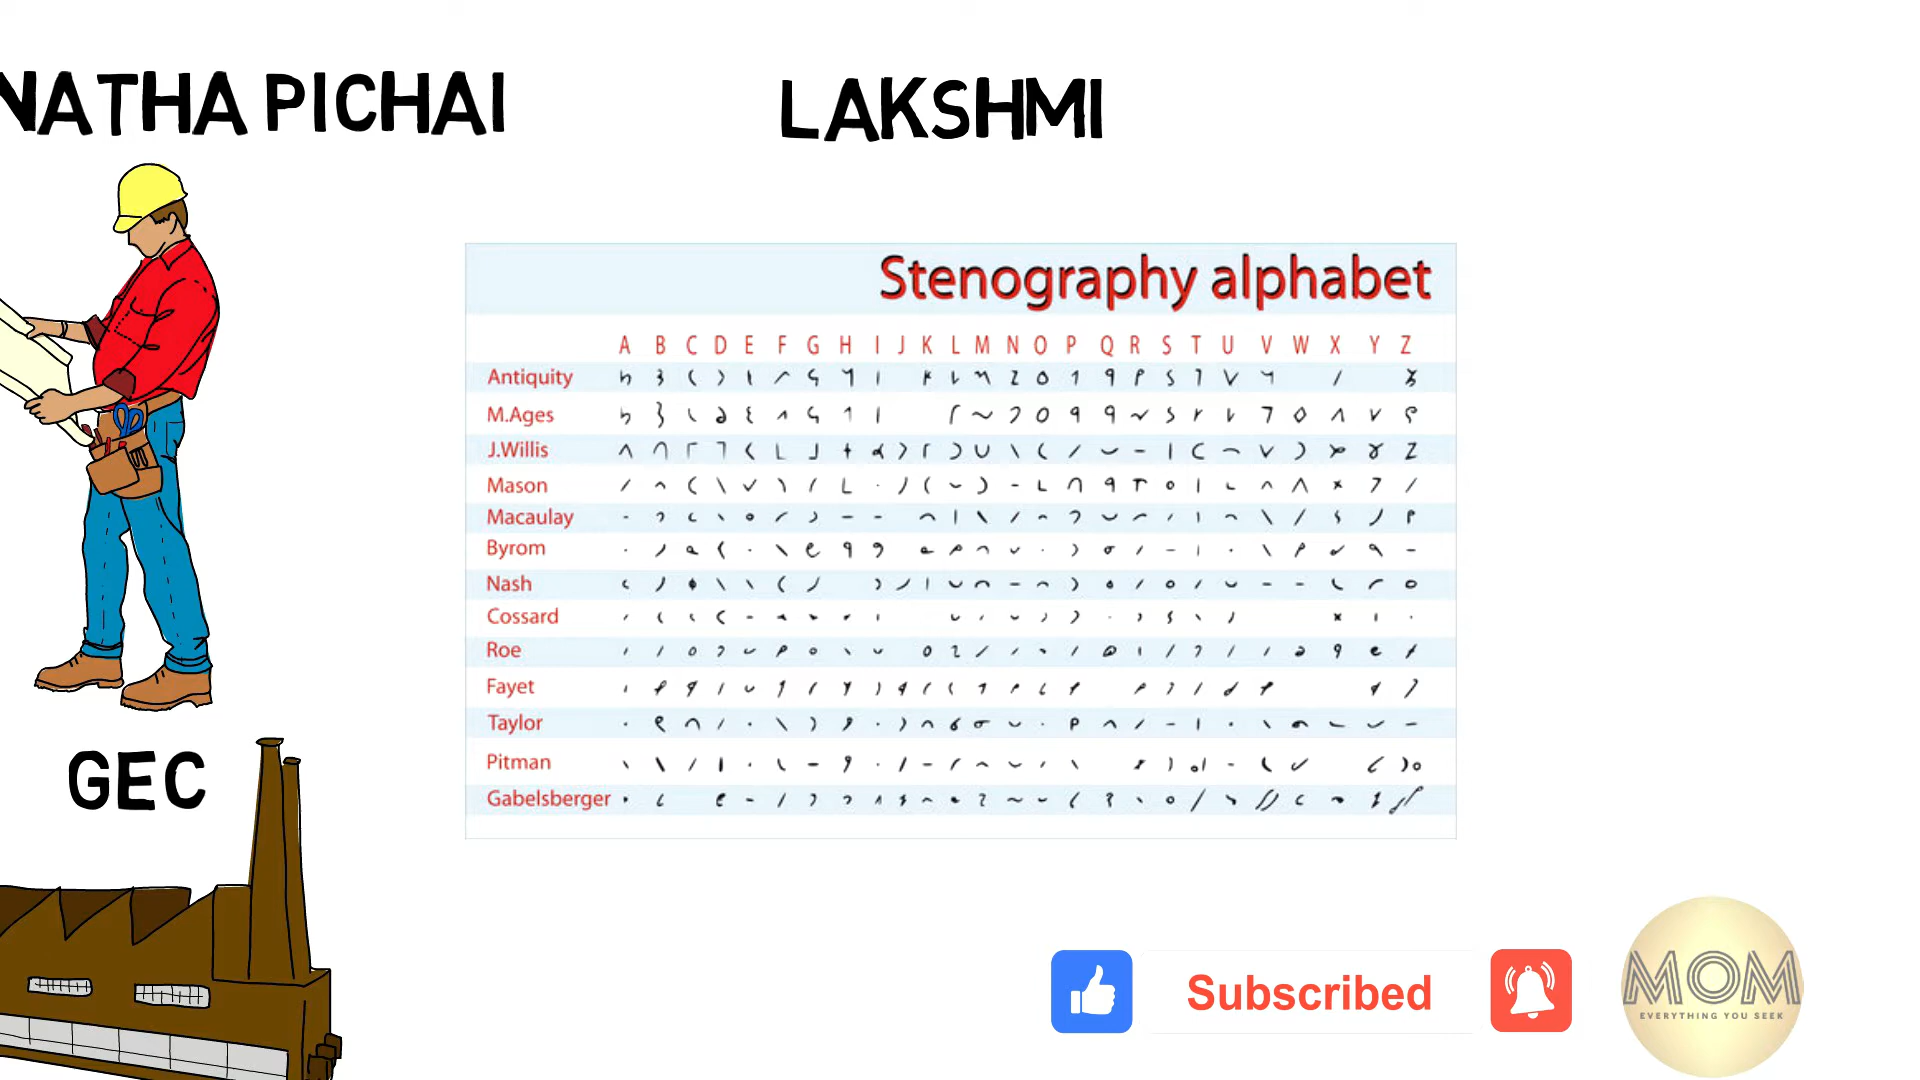 NATHA PICHAI
LAKSHMI
Stenography alphabet
A B C D E F G H I J K L M N O P Q R S T U V W X Y Z
Antiquity
M.Ages
J.Willis
Mason
Macaulay
Byrom
Nash
Cossard
Roe
Fayet
Taylor
Pitman
Gabelsberger
GEC
Subscribed
MOM
EVERYTHING YOU SEEK